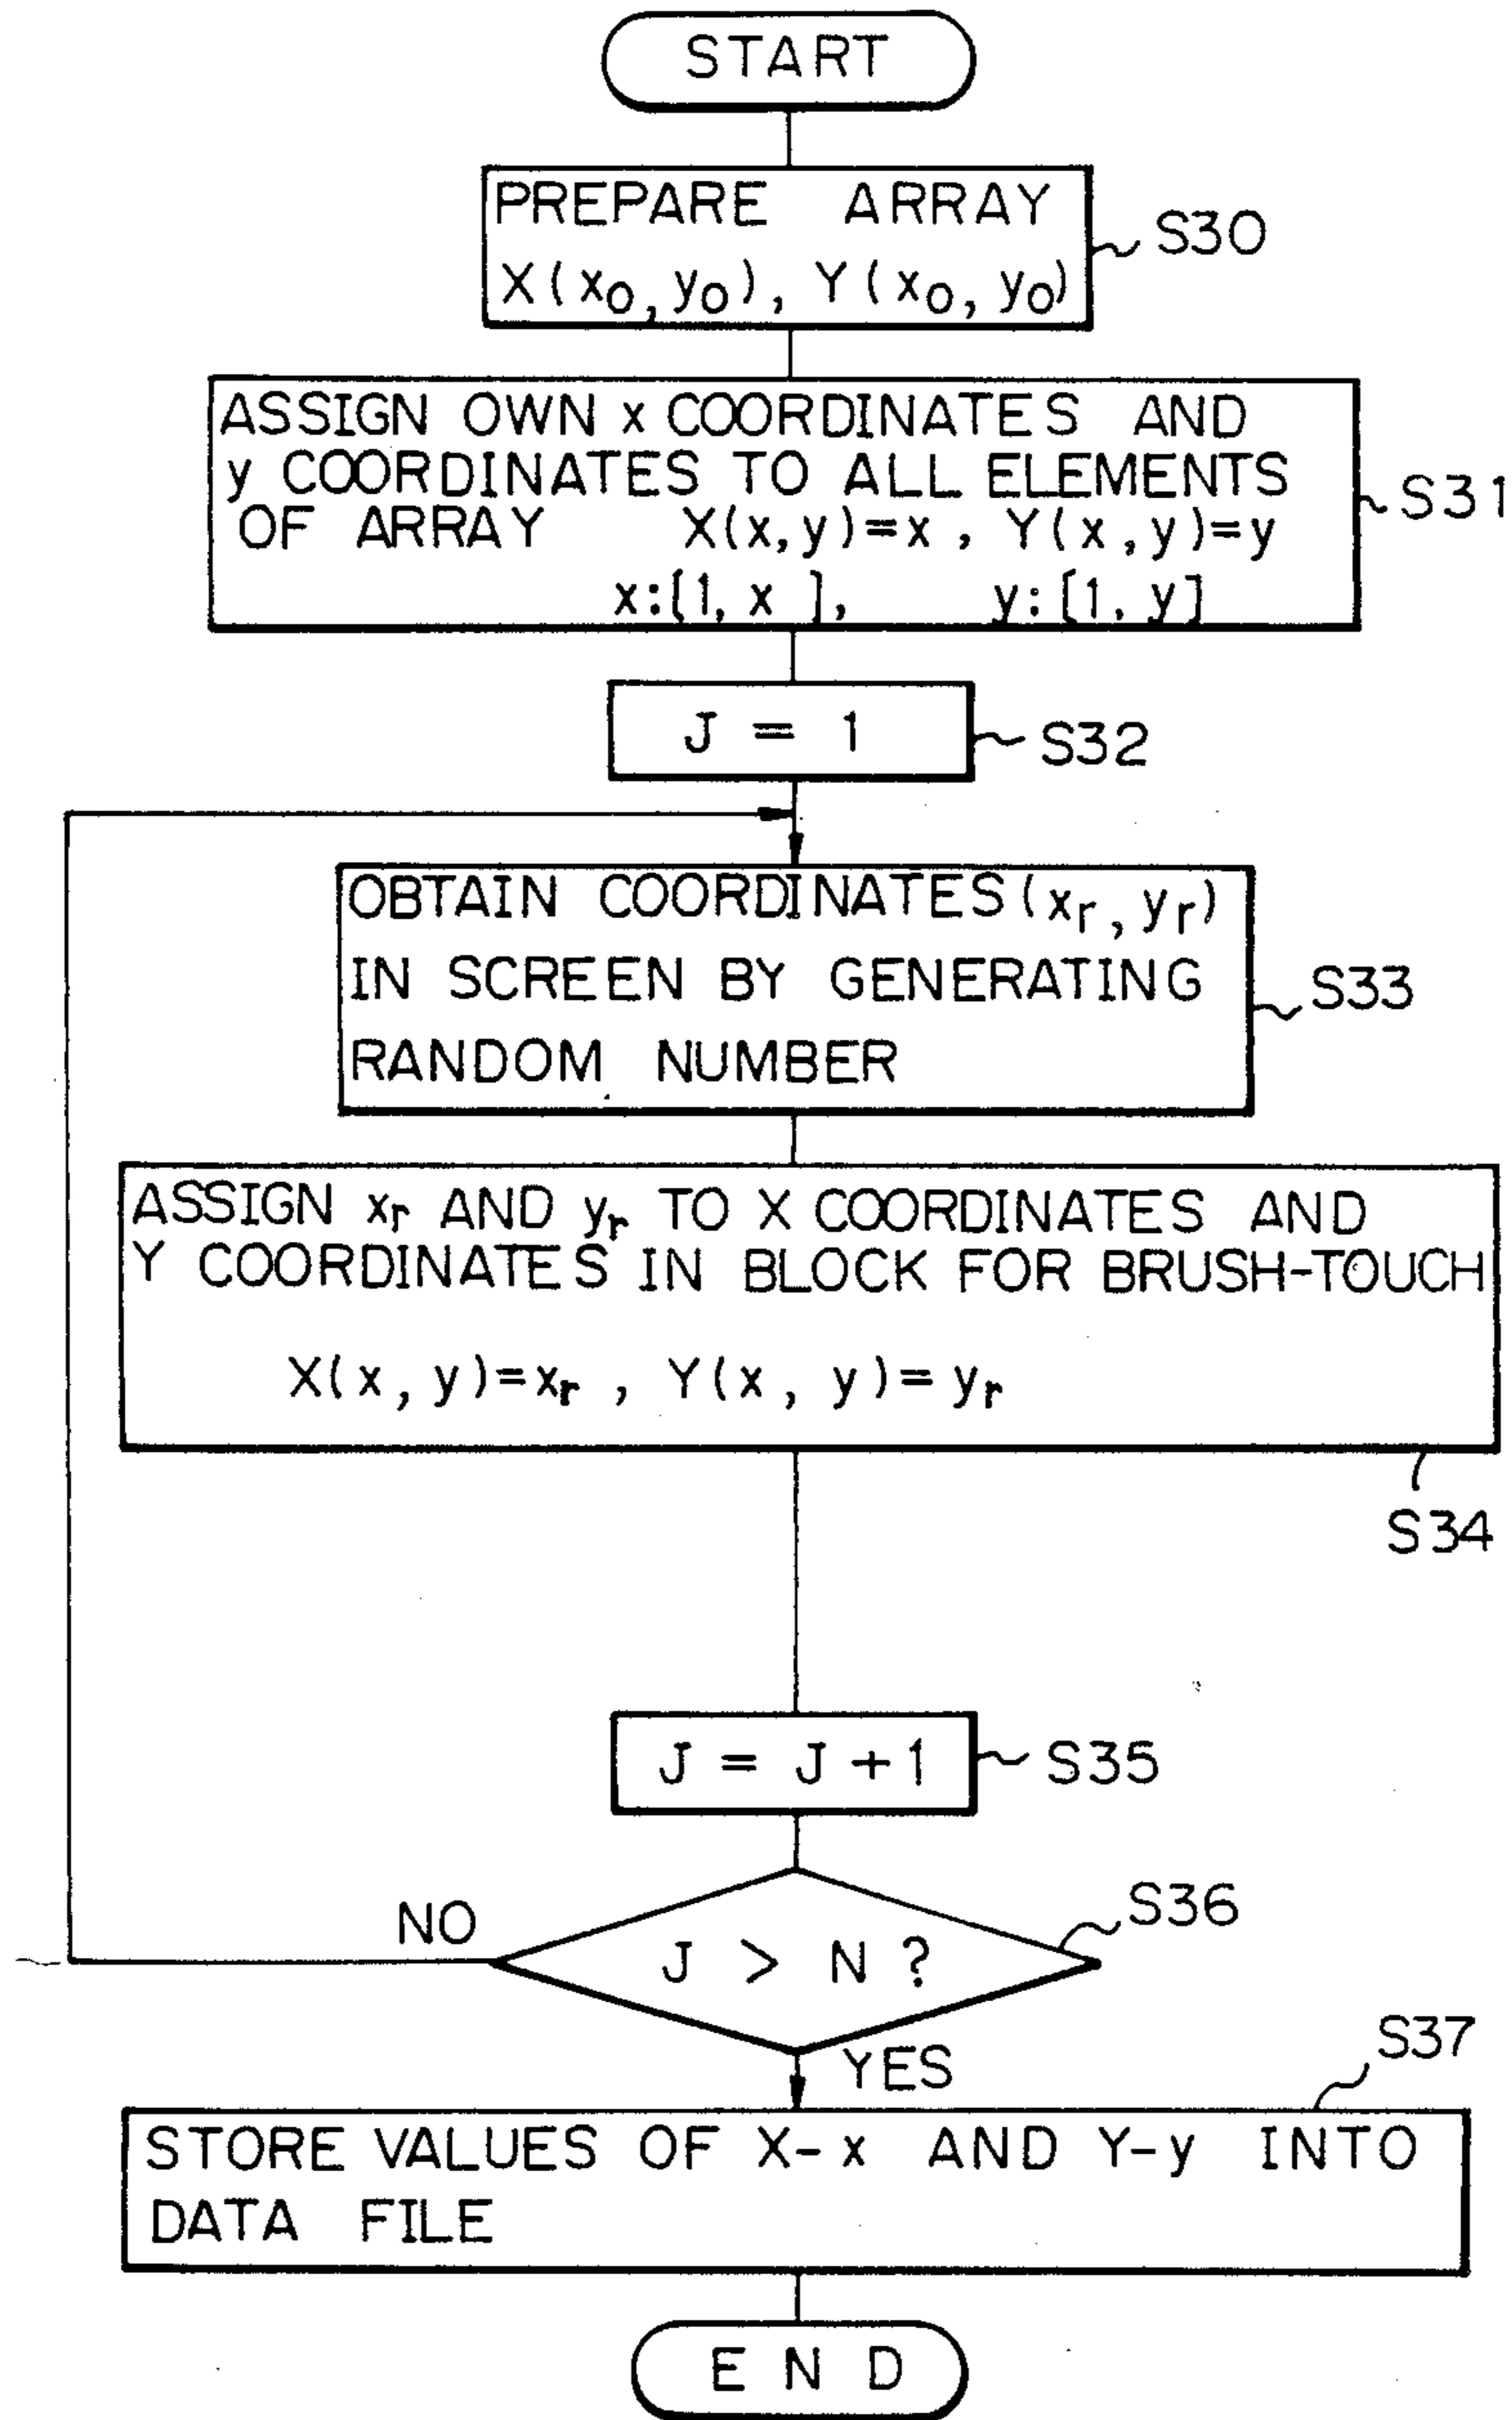 START
PREPARE ARRAY
X(x₀, y₀), Y(x₀, y₀)
S30
ASSIGN OWN x COORDINATES AND
y COORDINATES TO ALL ELEMENTS
OF ARRAY X(x,y)=x, Y(x,y)=y
x:[1, x ], y:[1, y]
S31
J = 1
S32
OBTAIN COORDINATES(xᵣ, yᵣ)
IN SCREEN BY GENERATING
RANDOM NUMBER
S33
ASSIGN xᵣ AND yᵣ TO X COORDINATES AND
Y COORDINATES IN BLOCK FOR BRUSH-TOUCH
X(x, y)=xᵣ, Y(x, y)=yᵣ
S34
J = J +1
S35
J > N ?
S36
NO
YES
S37
STORE VALUES OF X-x AND Y-y INTO
DATA FILE
END